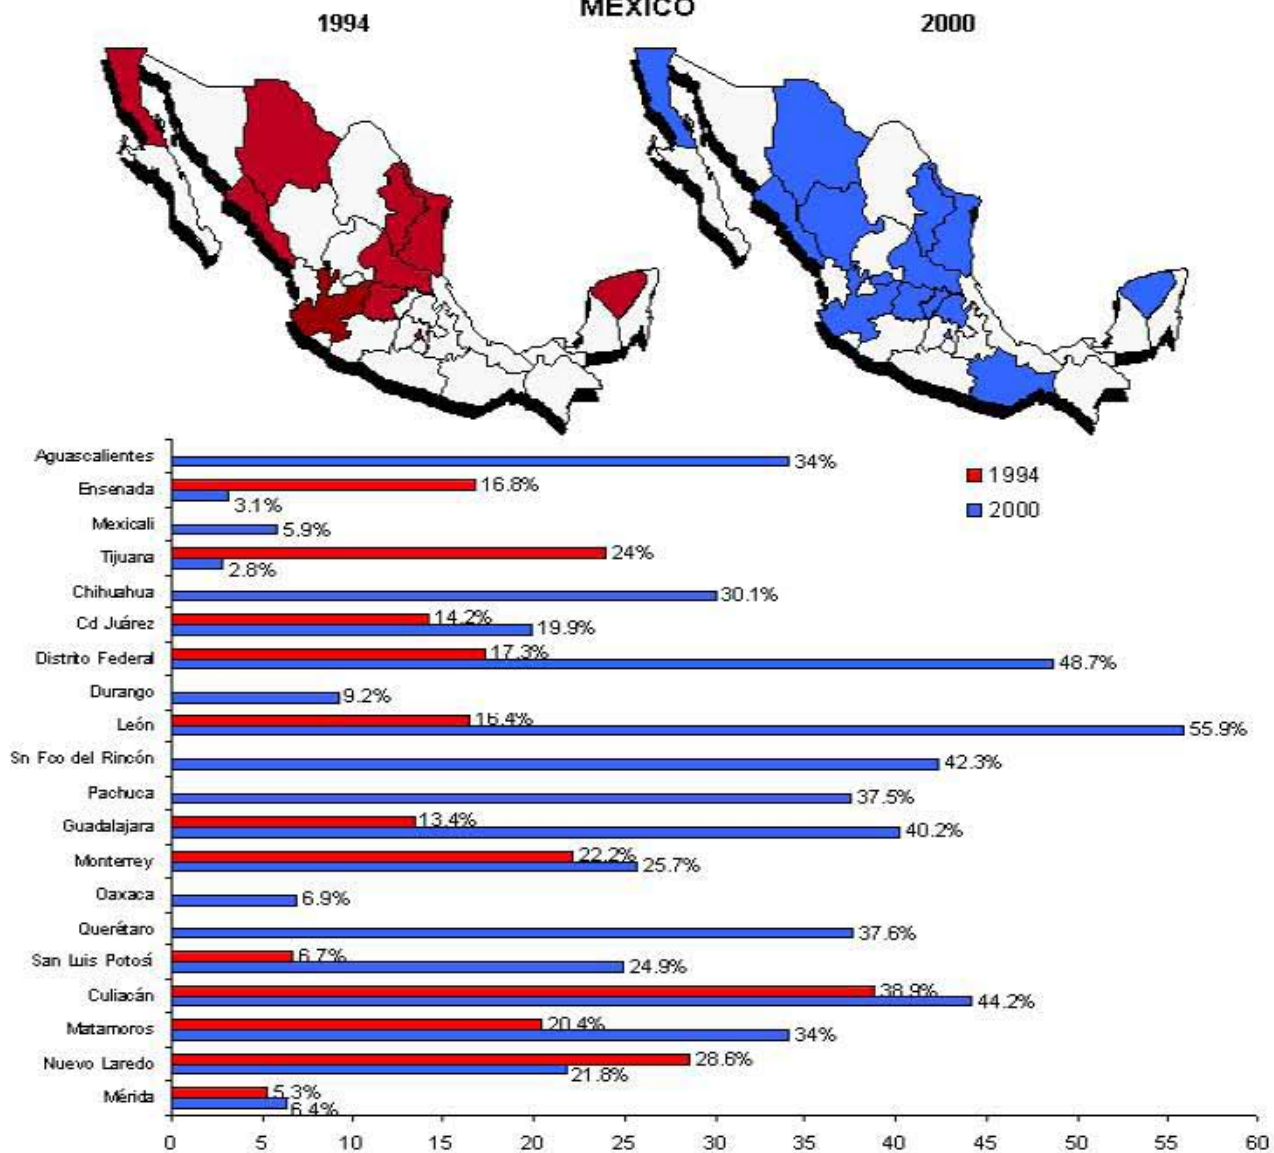 MEXICO
1994 2000
Aguascalientes 34%
1994
Ensenada 16.8%
3.1%
2000
Mexicali 5.9%
Tijuana 24%
2.8%
Chihuahua 30.1%
Cd Juárez 14.2%
19.9%
Distrito Federal 17.3%
48.7%
Durango 9.2%
León 16.4%
55.9%
Sn Fco del Rincón 42.3%
Pachuca 37.5%
Guadalajara 13.4%
40.2%
Monterrey 22.2%
25.7%
Oaxaca 6.9%
Querétaro 37.6%
San Luis Potosí 6.7%
24.9%
Culiacán 38.9%
44.2%
Matamoros 20.4%
34%
Nuevo Laredo 28.6%
21.8%
Mérida 5.3%
6.4%
0 5 10 15 20 25 30 35 40 45 50 55 60